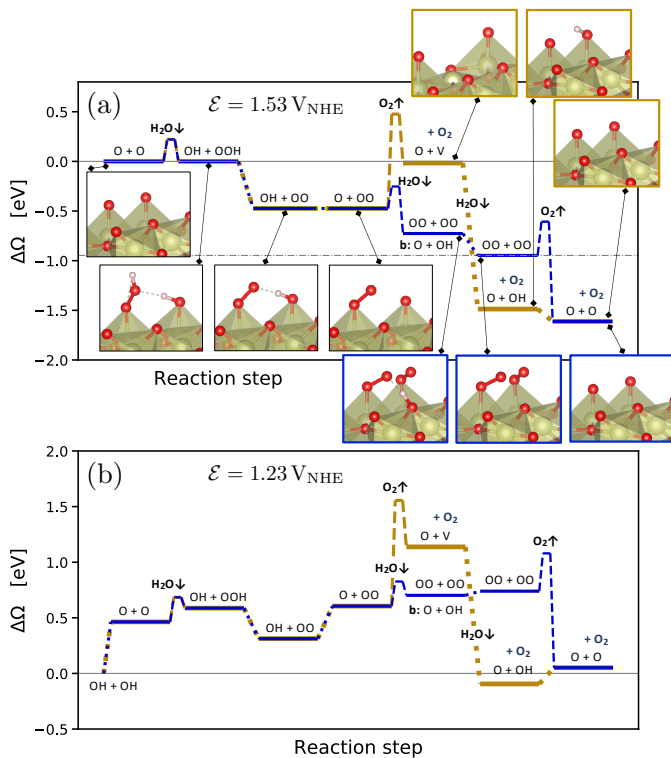 (a)
ℰ = 1.53 V_NHE
ΔΩ [eV]
0.5
0.0
−0.5
−1.0
−1.5
−2.0
O + O
H₂O↓
OH + OOH
OH + OO
O + OO
O₂↑
+ O₂
O + V
H₂O↓
OO + OO
b: O + OH
H₂O↓
OO + OO
+ O₂
O + OH
O₂↑
+ O₂
O + O
Reaction step
(b)
ℰ = 1.23 V_NHE
ΔΩ [eV]
2.0
1.5
1.0
0.5
0.0
−0.5
OH + OH
O + O
H₂O↓
OH + OOH
OH + OO
O + OO
O₂↑
+ O₂
O + V
H₂O↓
OO + OO
b: O + OH
H₂O↓
OO + OO
+ O₂
O + OH
O₂↑
+ O₂
O + O
Reaction step